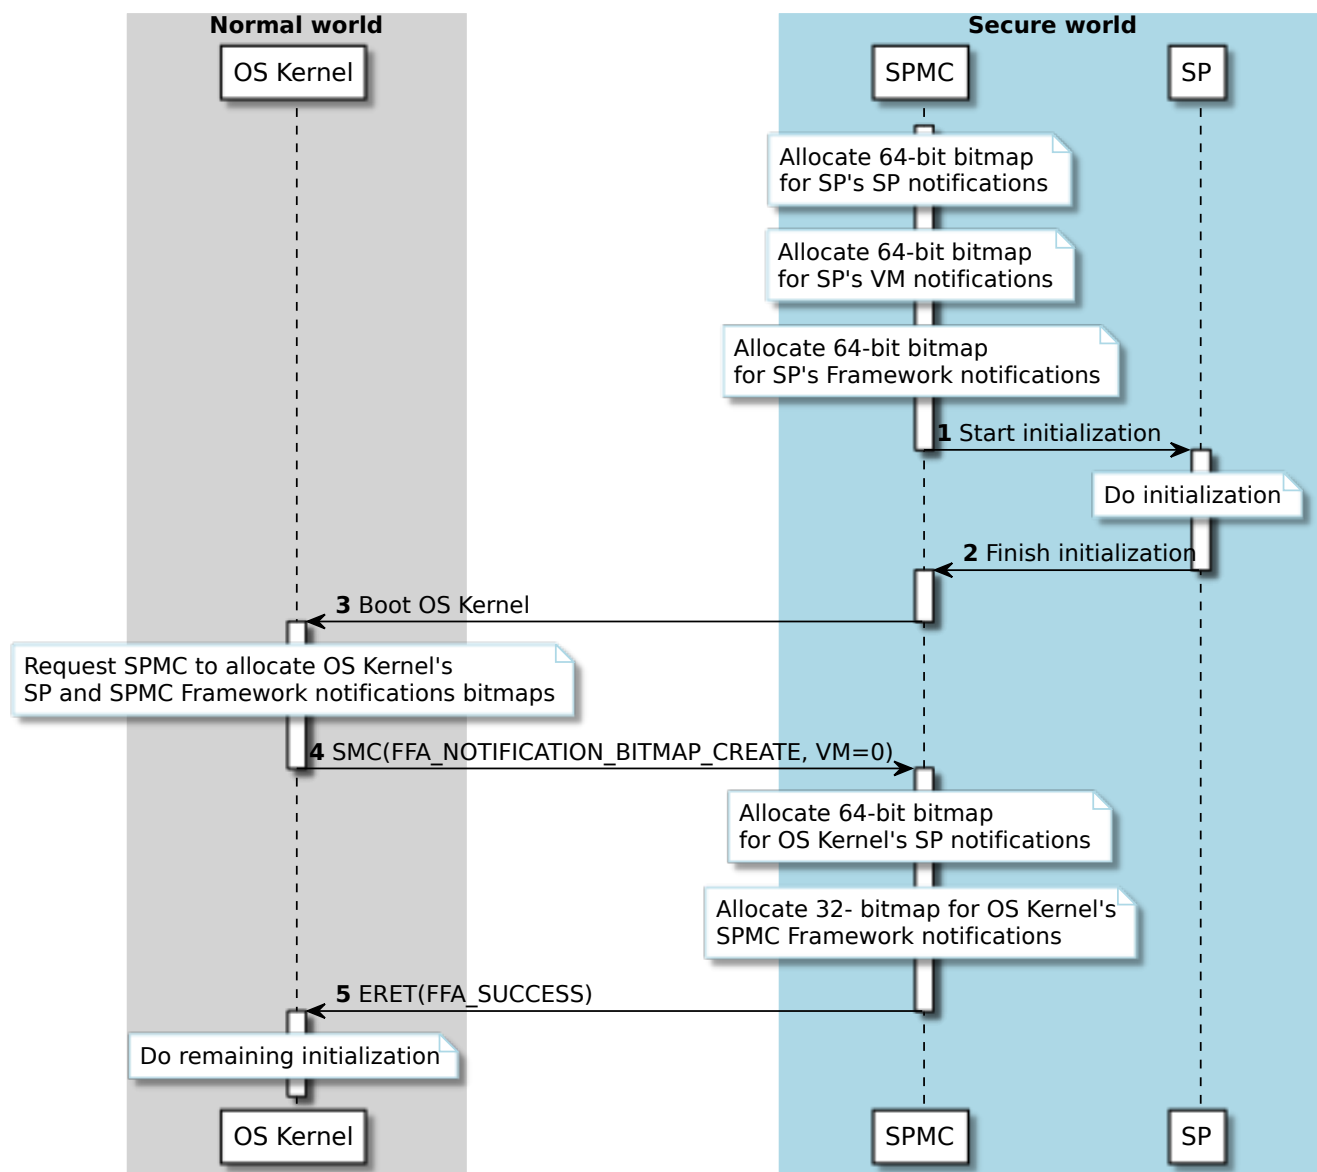 Normal world
Secure world
OS Kernel
SPMC
SP
Allocate 64-bit bitmap
for SP's SP notifications
Allocate 64-bit bitmap
for SP's VM notifications
Allocate 64-bit bitmap
for SP's Framework notifications
1 Start initialization
Do initialization
2 Finish initialization
3 Boot OS Kernel
Request SPMC to allocate OS Kernel's
SP and SPMC Framework notifications bitmaps
4 SMC(FFA_NOTIFICATION_BITMAP_CREATE, VM=0)
Allocate 64-bit bitmap
for OS Kernel's SP notifications
Allocate 32- bitmap for OS Kernel's
SPMC Framework notifications
5 ERET(FFA_SUCCESS)
Do remaining initialization
OS Kernel
SPMC
SP